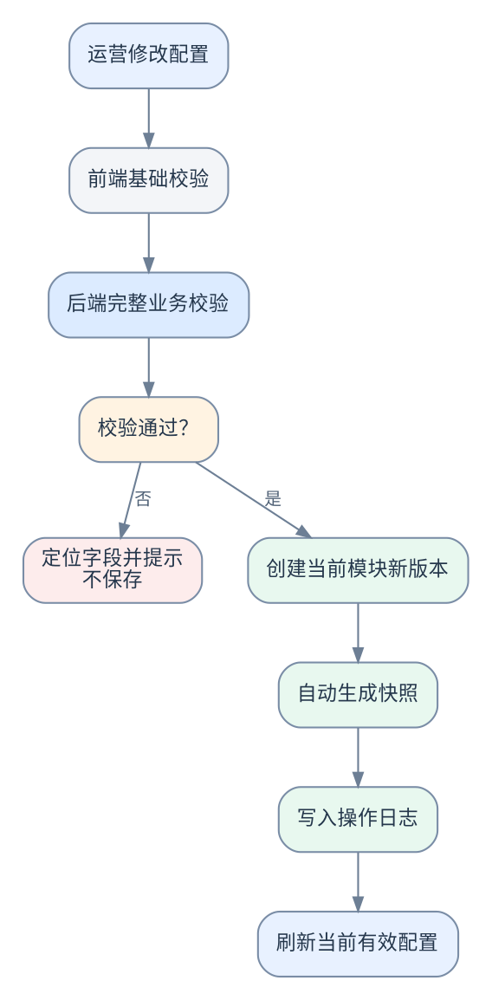 运营修改配置
前端基础校验
后端完整业务校验
校验通过？
否
是
定位字段并提示
不保存
创建当前模块新版本
自动生成快照
写入操作日志
刷新当前有效配置